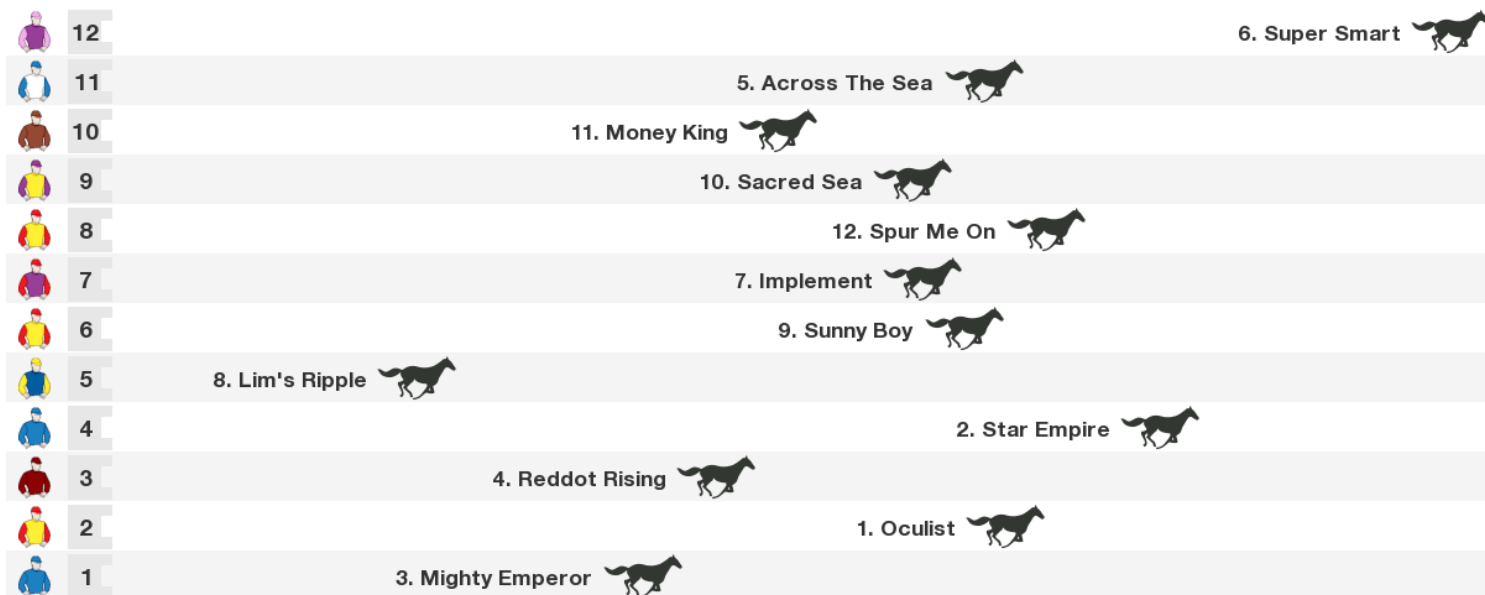 12 6. Super Smart
11 5. Across The Sea
10 11. Money King
9 10. Sacred Sea
8 12. Spur Me On
7 7. Implement
6 9. Sunny Boy
5 8. Lim's Ripple
4 2. Star Empire
3 4. Reddot Rising
2 1. Oculist
1 3. Mighty Emperor